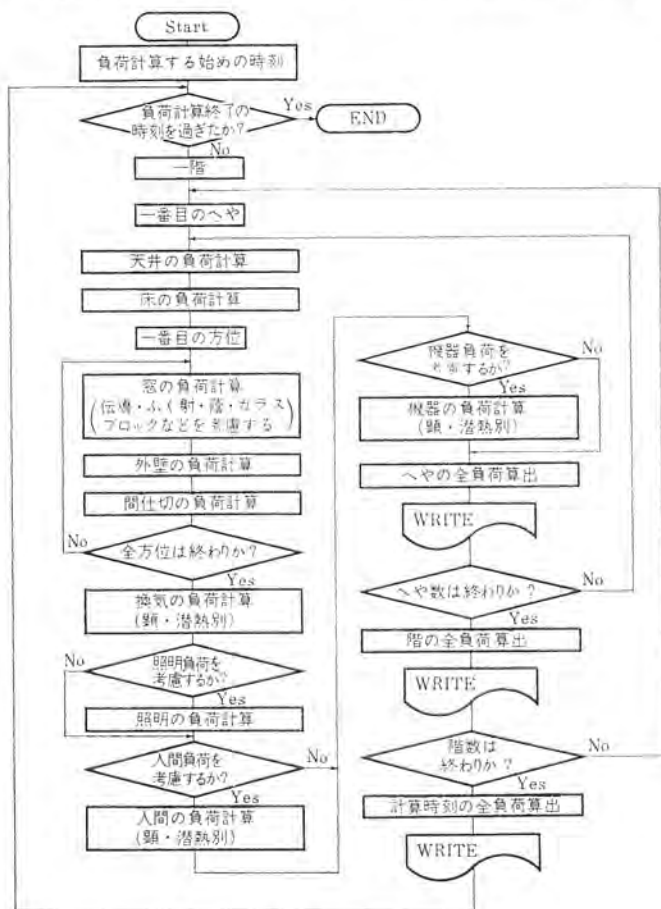 Start
負荷計算する始めの時刻
負荷計算終了の
時刻を過ぎたか?
Yes
END
No
一階
一番目のへや
天井の負荷計算
床の負荷計算
一番目の方位
窓の負荷計算
(伝導・ふく射・陰・ガラス
ブロックなどを考慮する)
外壁の負荷計算
間仕切の負荷計算
No
全方位は終わりか?
Yes
換気の負荷計算
(顕・潜熱別)
No
照明負荷を
考慮するか?
Yes
照明の負荷計算
人間負荷を
考慮するか?
No
Yes
人間の負荷計算
(顕・潜熱別)
機器負荷を
考慮するか?
No
Yes
機器の負荷計算
(顕・潜熱別)
へやの全負荷算出
WRITE
へや数は終わりか?
No
Yes
階の全負荷算出
WRITE
階数は
終わりか?
No
Yes
計算時刻の全負荷算出
WRITE